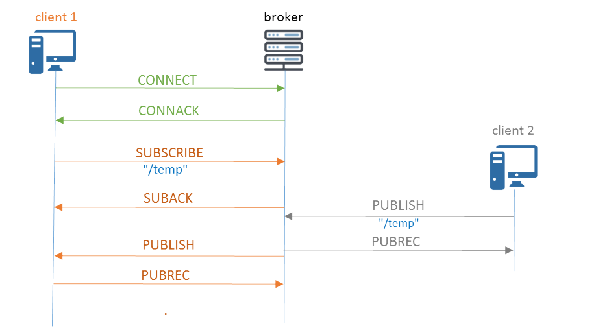 client 1
broker
CONNECT
CONNACK
client 2
SUBSCRIBE
"/temp"
SUBACK
PUBLISH
"/temp"
PUBLISH
PUBREC
PUBREC
.